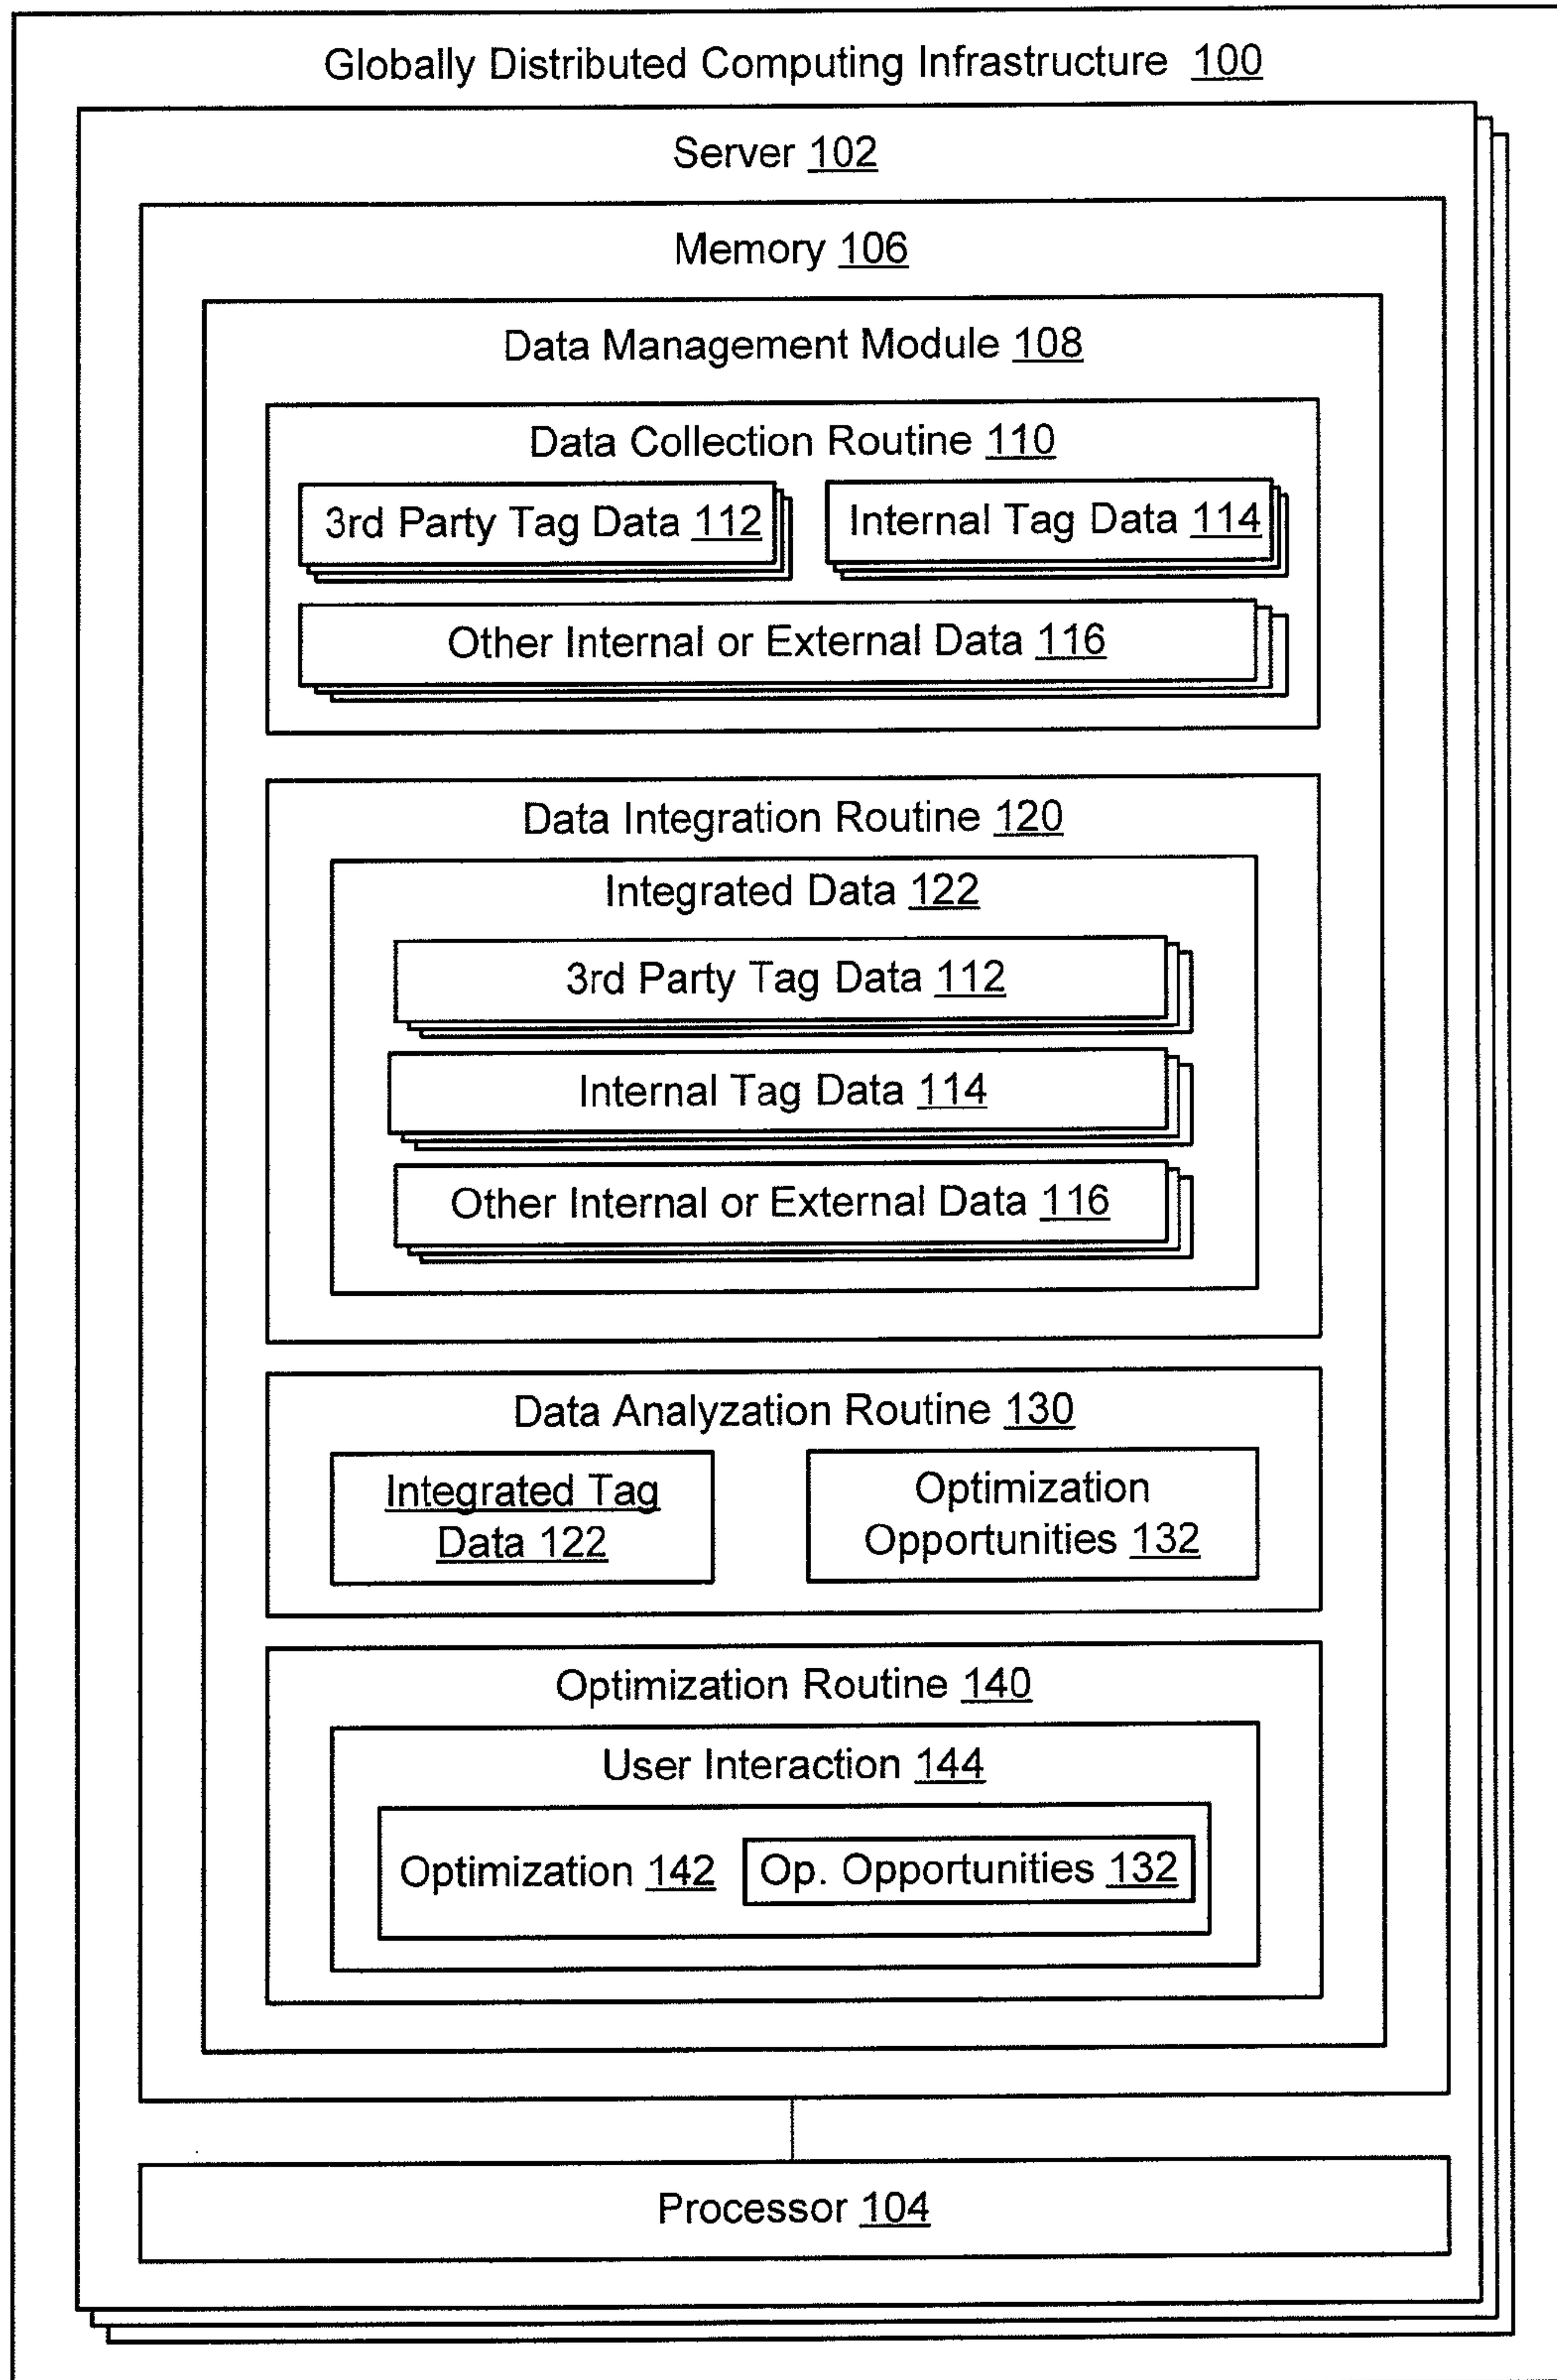 Globally Distributed Computing Infrastructure 100
Server 102
Memory 106
Data Management Module 108
Data Collection Routine 110
3rd Party Tag Data 112
Internal Tag Data 114
Other Internal or External Data 116
Data Integration Routine 120
Integrated Data 122
3rd Party Tag Data 112
Internal Tag Data 114
Other Internal or External Data 116
Data Analyzation Routine 130
Integrated Tag
Data 122
Optimization
Opportunities 132
Optimization Routine 140
User Interaction 144
Optimization 142
Op. Opportunities 132
Processor 104